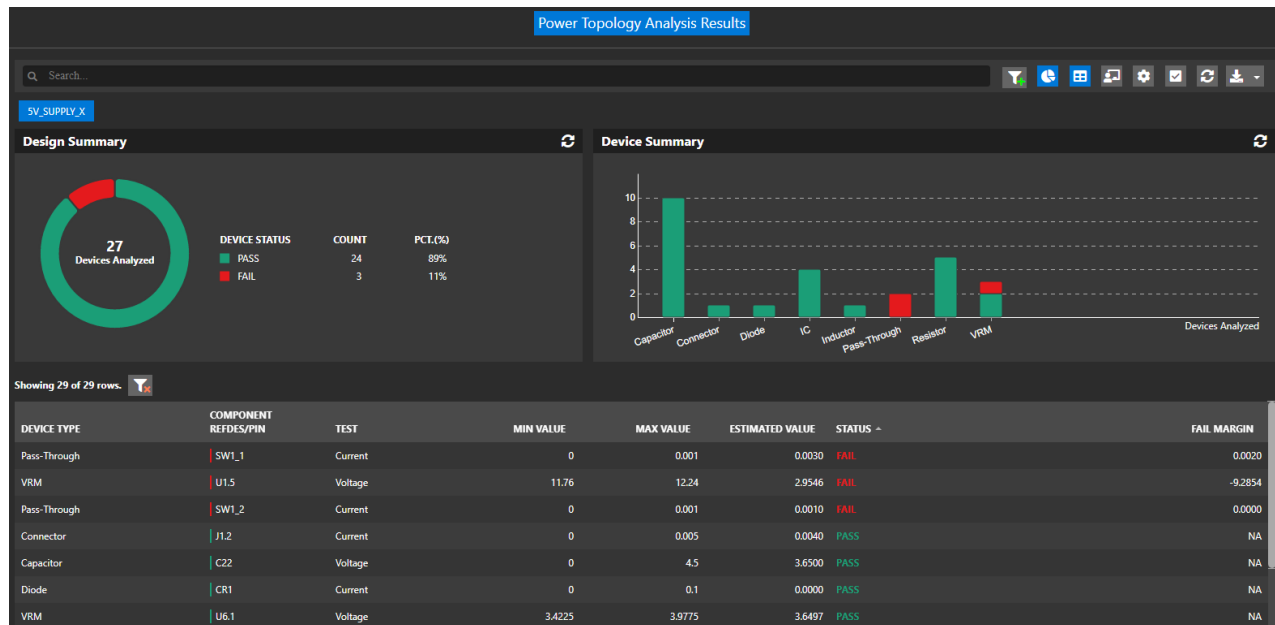 Power Topology Analysis Results
Search...
5V_SUPPLY_X
Design Summary
27
Devices Analyzed
DEVICE STATUS COUNT PCT.(%)
PASS 24 89%
FAIL 3 11%
Device Summary
10
8
6
4
2
0
Capacitor Connector Diode IC Inductor Pass-Through Resistor VRM
Devices Analyzed
Showing 29 of 29 rows.
DEVICE TYPE COMPONENT REFDES/PIN TEST MIN VALUE MAX VALUE ESTIMATED VALUE STATUS FAIL MARGIN
Pass-Through SW1_1 Current 0 0.001 0.0030 FAIL 0.0020
VRM U1.5 Voltage 11.76 12.24 2.9546 FAIL -9.2854
Pass-Through SW1_2 Current 0 0.001 0.0010 FAIL 0.0000
Connector J1.2 Current 0 0.005 0.0040 PASS NA
Capacitor C22 Voltage 0 4.5 3.6500 PASS NA
Diode CR1 Current 0 0.1 0.0000 PASS NA
VRM U6.1 Voltage 3.4225 3.9775 3.6497 PASS NA